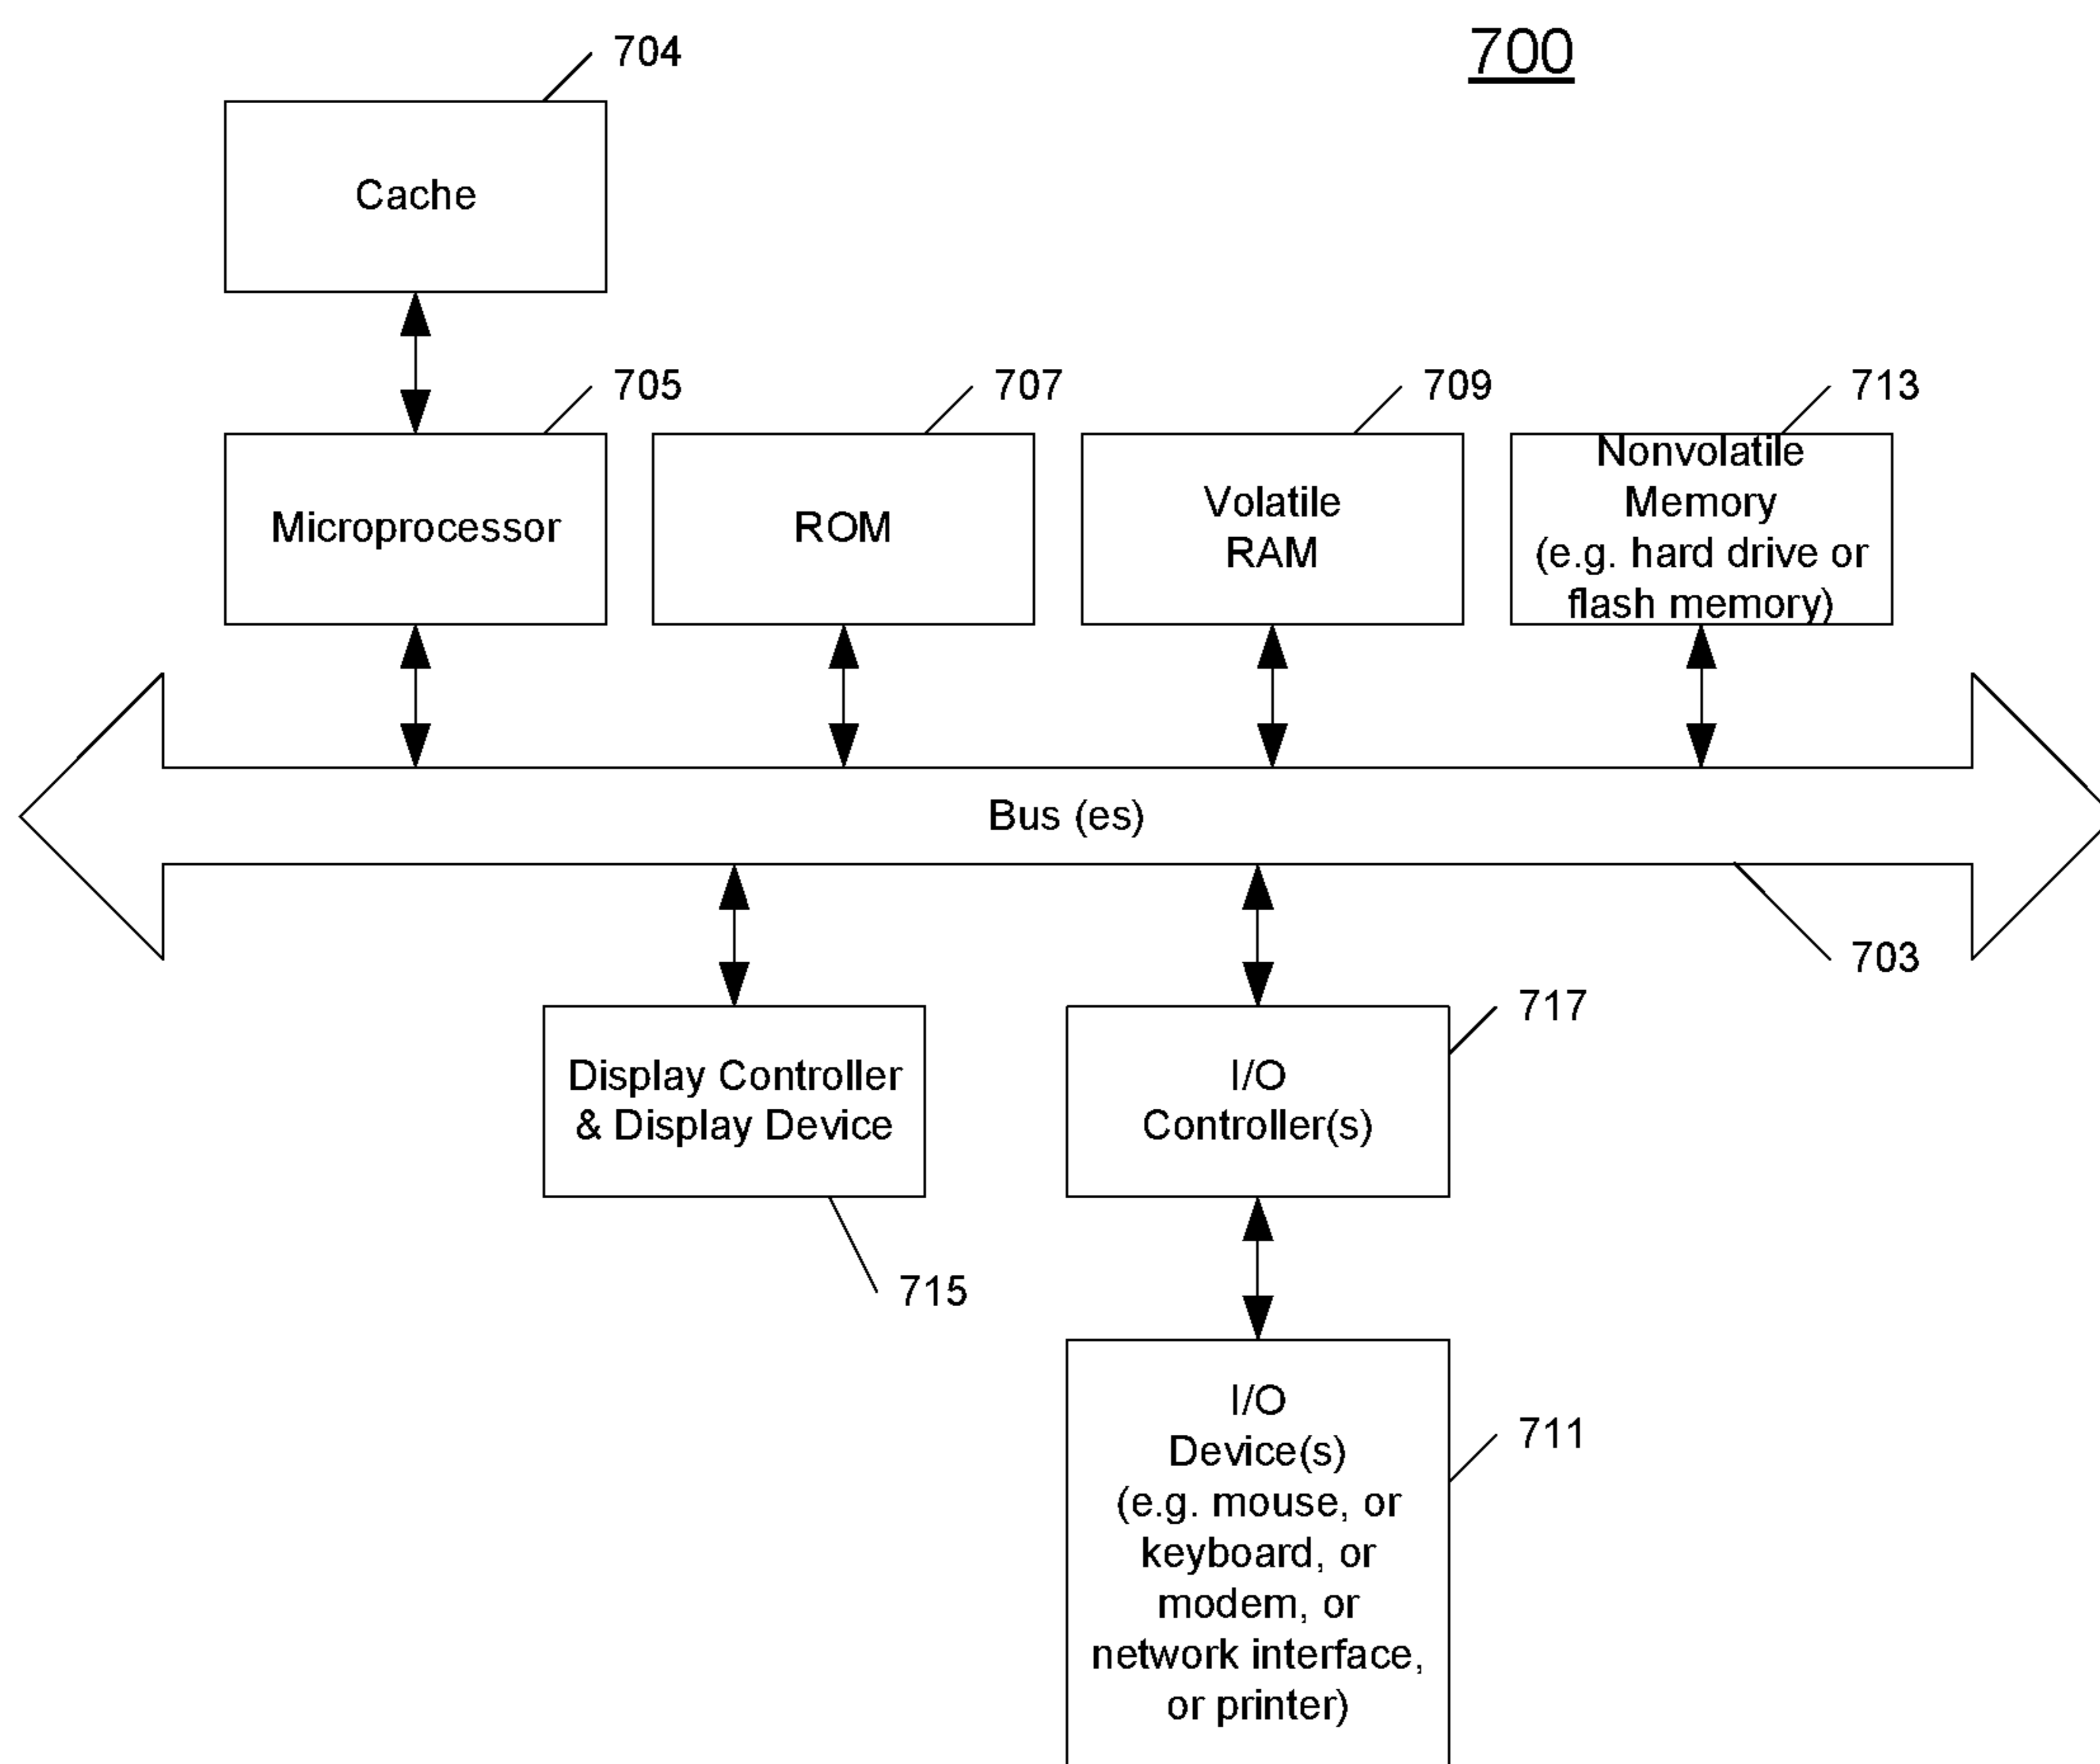 700
704
Cache
705
707
709
713
Microprocessor
ROM
Volatile
RAM
Nonvolatile
Memory
(e.g. hard drive or
flash memory)
Bus (es)
703
717
Display Controller
& Display Device
I/O
Controller(s)
715
I/O
Device(s)
(e.g. mouse, or
keyboard, or
modem, or
network interface,
or printer)
711